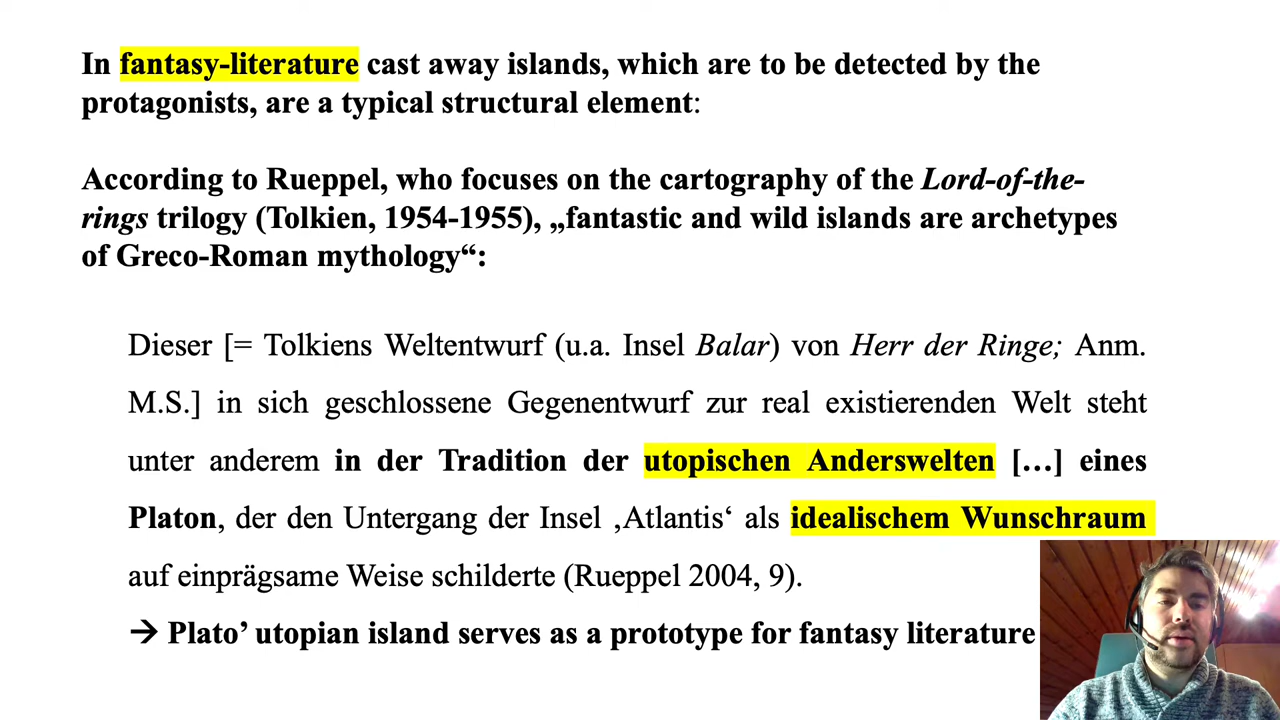 In fantasy-literature cast away islands, which are to be detected by the
protagonists, are a typical structural element:
According to Rueppel, who focuses on the cartography of the Lord-of-the-
rings trilogy (Tolkien, 1954-1955), „fantastic and wild islands are archetypes
of Greco-Roman mythology“:
Dieser [= Tolkiens Weltentwurf (u.a. Insel Balar) von Herr der Ringe; Anm.
M.S.] in sich geschlossene Gegenentwurf zur real existierenden Welt steht
unter anderem in der Tradition der utopischen Anderswelten […] eines
Platon, der den Untergang der Insel ‚Atlantis‘ als idealischem Wunschraum
auf einprägsame Weise schilderte (Rueppel 2004, 9).
→ Plato’ utopian island serves as a prototype for fantasy literature